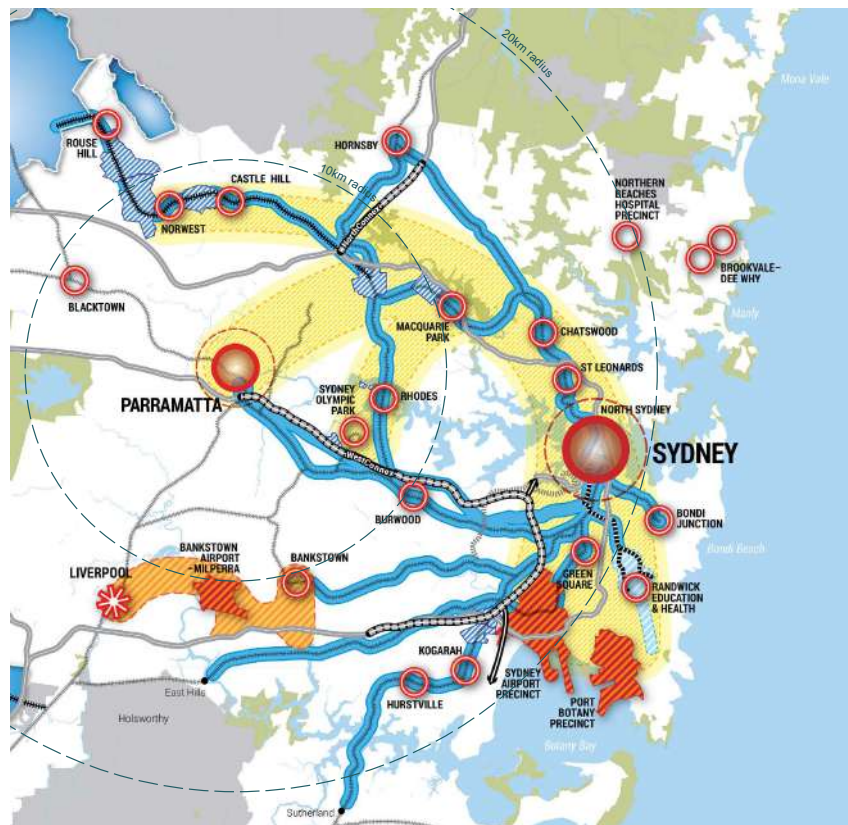 20km radius
Mona Vale
ROUSE
HILL
HORNSBY
CASTLE HILL
10km radius
NORTHERN
BEACHES
HOSPITAL
PRECINCT
NorthConnex
NORWEST
BROOKVALE–
DEE WHY
BLACKTOWN
Manly
MACQUARIE
PARK
CHATSWOOD
ST LEONARDS
SYDNEY
OLYMPIC
PARK
RHODES
PARRAMATTA
NORTH SYDNEY
SYDNEY
WestConnex
BURWOOD
BONDI
JUNCTION
Bondi Beach
BANKSTOWN
AIRPORT
–MILPERRA
BANKSTOWN
LIVERPOOL
GREEN
SQUARE
RANDWICK
EDUCATION
& HEALTH
KOGARAH
SYDNEY
AIRPORT
PRECINCT
East Hills
HURSTVILLE
PORT
BOTANY
PRECINCT
Holsworthy
Botany Bay
Sutherland